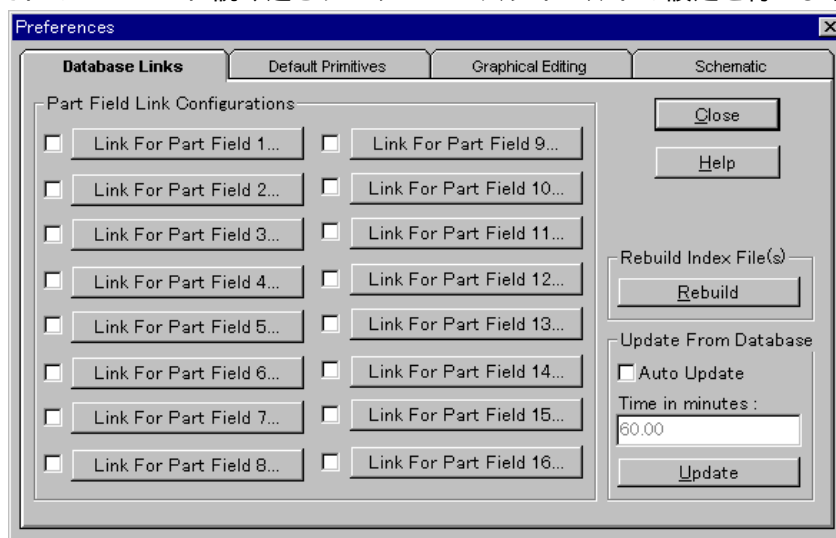 Preferences
Database Links
Default Primitives
Graphical Editing
Schematic
Part Field Link Configurations
Link For Part Field 1...
Link For Part Field 2...
Link For Part Field 3...
Link For Part Field 4...
Link For Part Field 5...
Link For Part Field 6...
Link For Part Field 7...
Link For Part Field 8...
Link For Part Field 9...
Link For Part Field 10...
Link For Part Field 11...
Link For Part Field 12...
Link For Part Field 13...
Link For Part Field 14...
Link For Part Field 15...
Link For Part Field 16...
Close
Help
Rebuild Index File(s)
Rebuild
Update From Database
Auto Update
Time in minutes :
60.00
Update